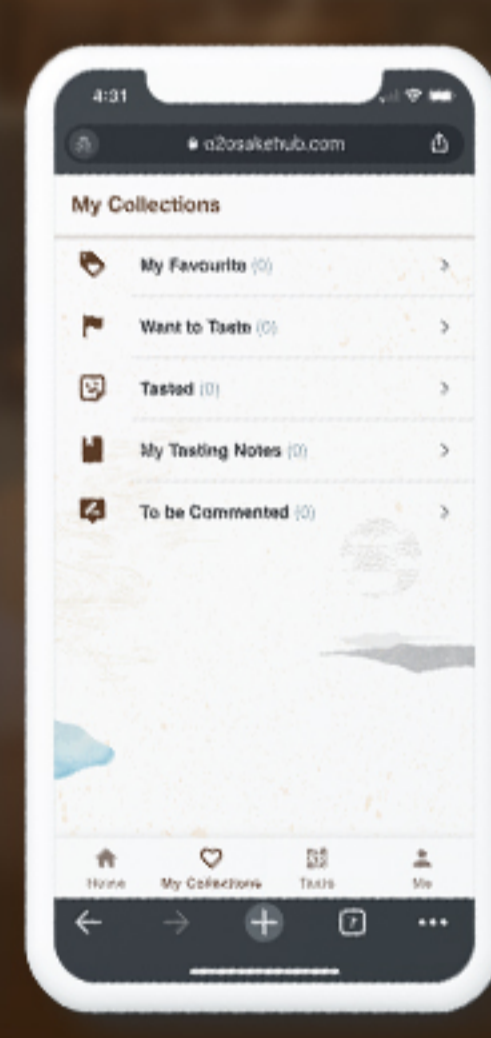 4:31
o2osakehub.com
My Collections
My Favourite (0)
Want to Taste (0)
Tasted (0)
My Tasting Notes (0)
To be Commented (0)
Home My Collections Taste Me
7